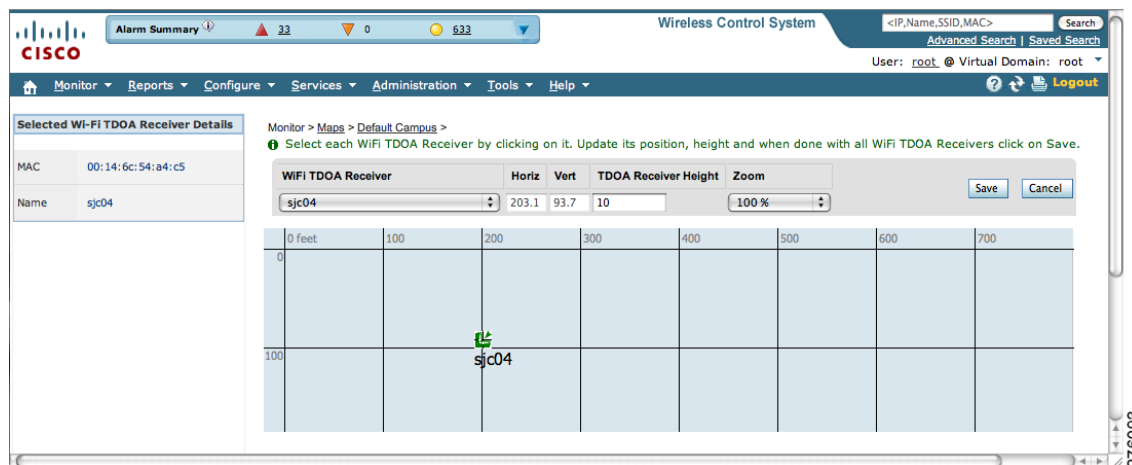 Alarm Summary 33 0 633
Wireless Control System
<IP,Name,SSID,MAC> Search
Advanced Search | Saved Search
CISCO
User: root @ Virtual Domain: root
Monitor Reports Configure Services Administration Tools Help Logout
Selected Wi-Fi TDOA Receiver Details
MAC 00:14:6c:54:a4:c5
Name sjc04
Monitor > Maps > Default Campus >
Select each WiFi TDOA Receiver by clicking on it. Update its position, height and when done with all WiFi TDOA Receivers click on Save.
WiFi TDOA Receiver Horiz Vert TDOA Receiver Height Zoom
sjc04 203.1 93.7 10 100 % Save Cancel
0 feet 100 200 300 400 500 600 700
0
100
sjc04